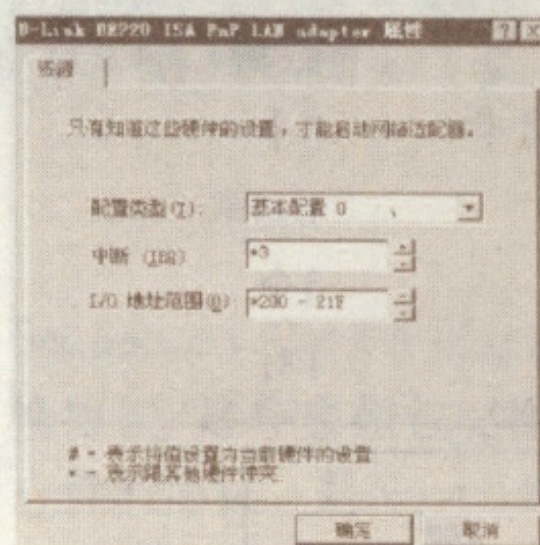 D-Link DE220 ISA PnP LAN adapter 属性
资源
只有知道这些硬件的设置，才能启动网络适配器。
配置类型(T):
基本配置 0
中断 (IRQ)
*3
I/O 地址范围(O)
*200 - 21F
# - 表示将值设置为当前硬件的设置
* - 表示跟其他硬件冲突
确定
取消